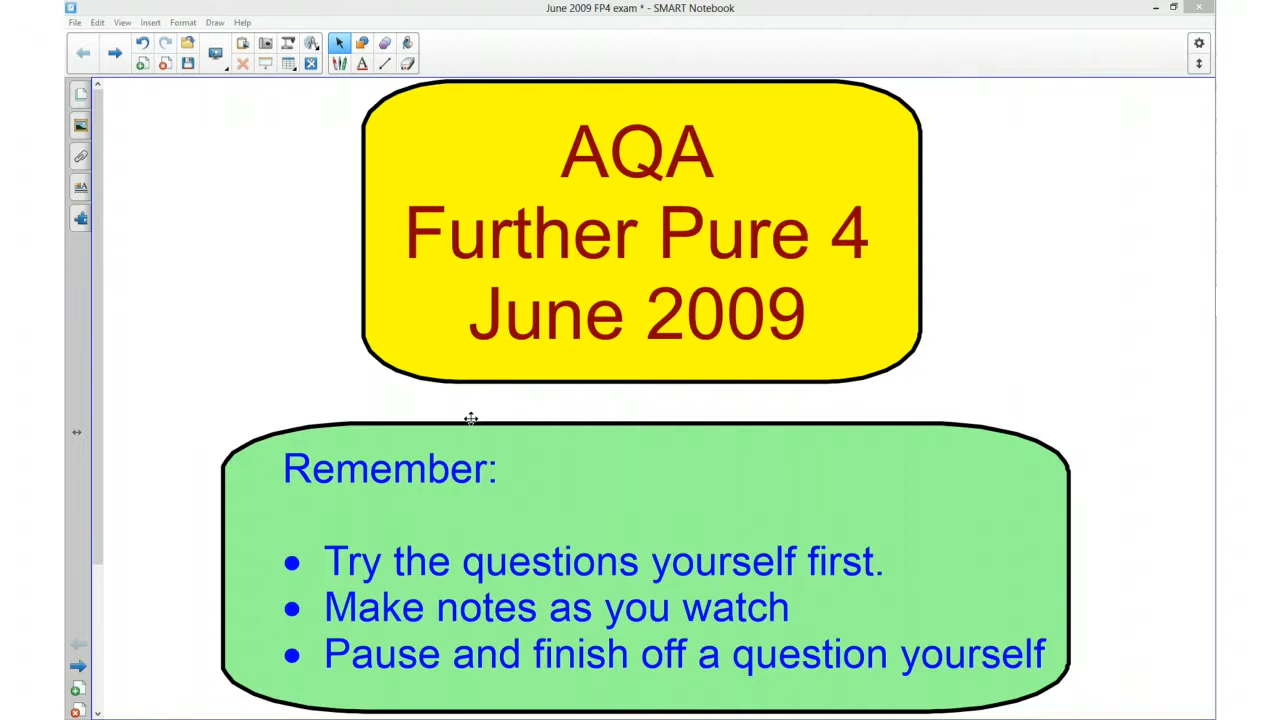 June 2009 FP4 exam * - SMART Notebook
File Edit View Insert Format Draw Help
AQA
Further Pure 4
June 2009
Remember:
• Try the questions yourself first.
• Make notes as you watch
• Pause and finish off a question yourself